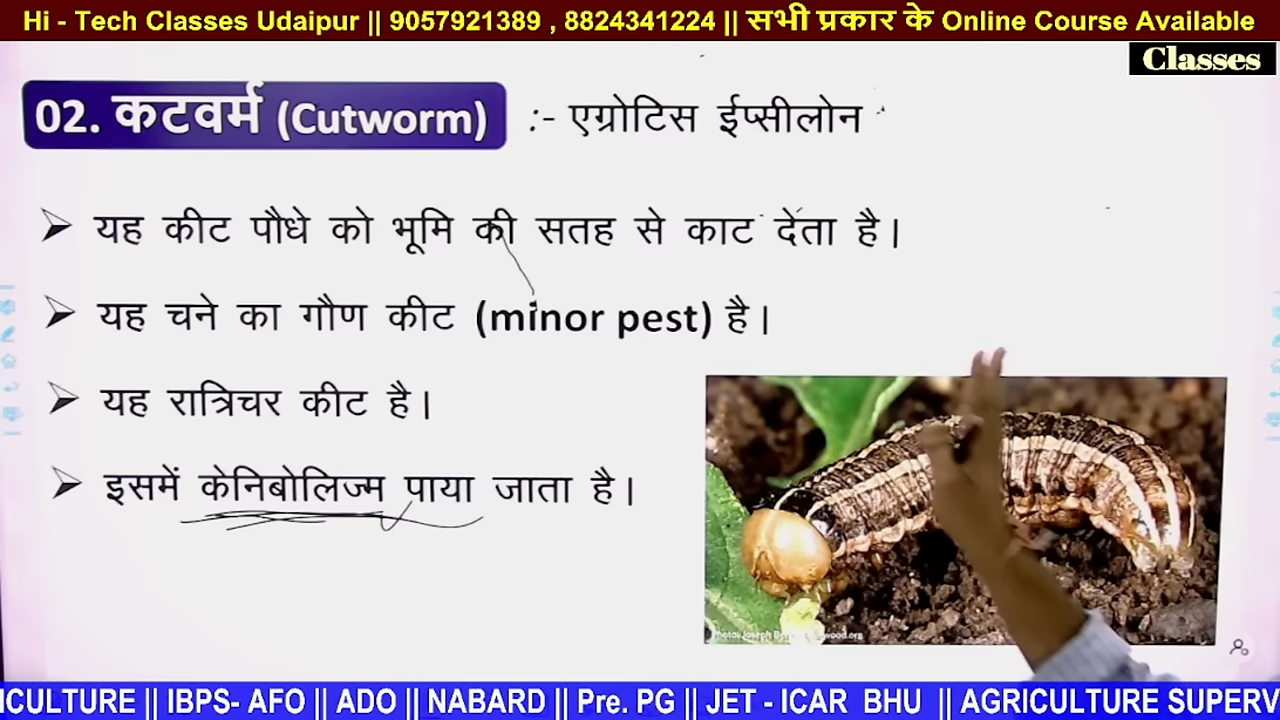 Hi - Tech Classes Udaipur || 9057921389 , 8824341224 || सभी प्रकार के Online Course Available
Classes
02. कटवर्म (Cutworm) :- एग्रोटिस ईप्सीलोन
➢ यह कीट पौधे को भूमि की सतह से काट देता है।
➢ यह चने का गौण कीट (minor pest) है।
➢ यह रात्रिचर कीट है।
➢ इसमें केनिबोलिज्म पाया जाता है।
Photo: Joseph
ICULTURE || IBPS- AFO || ADO || NABARD || Pre. PG || JET - ICAR BHU || AGRICULTURE SUPERV